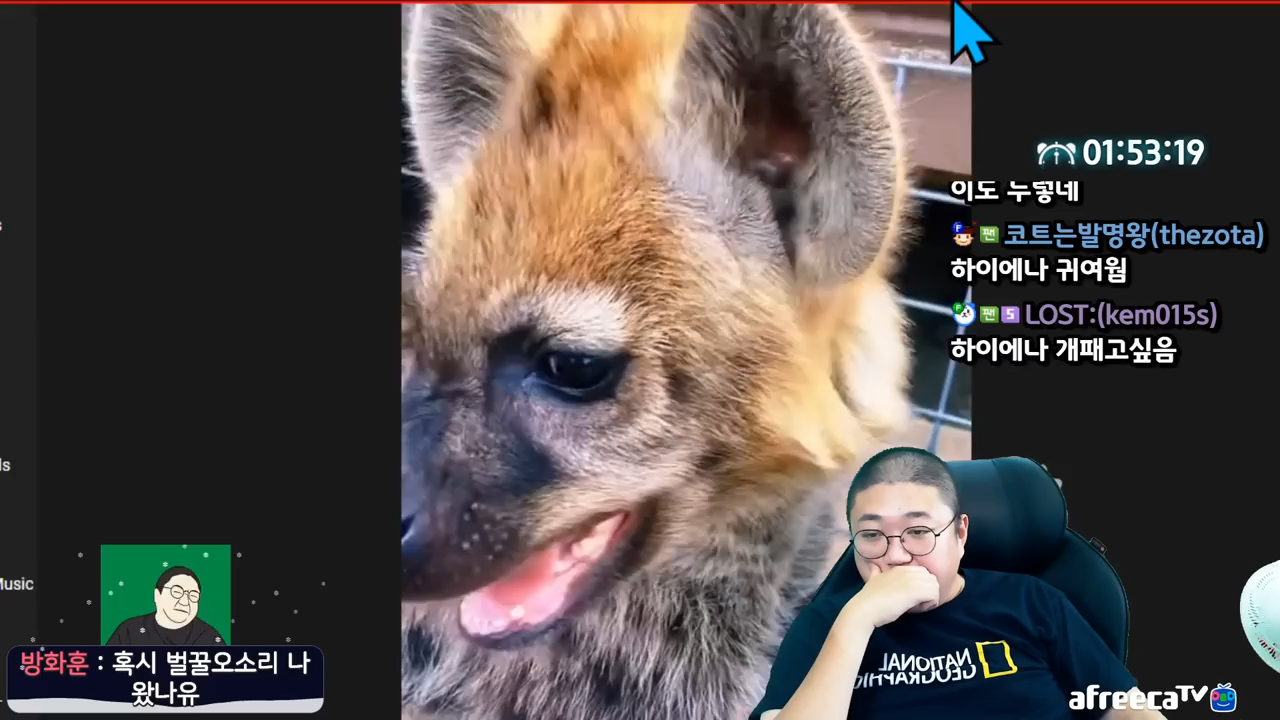 01:53:19
이도 누렇네
코트는발명왕(thezota)
하이에나 귀여웜
LOST:(kem015s)
하이에나 개패고싶음
ls
Music
방화훈 : 혹시 벌꿀오소리 나
왔나유
NATIONAL
GEOGRAPHIC
afreecaTV